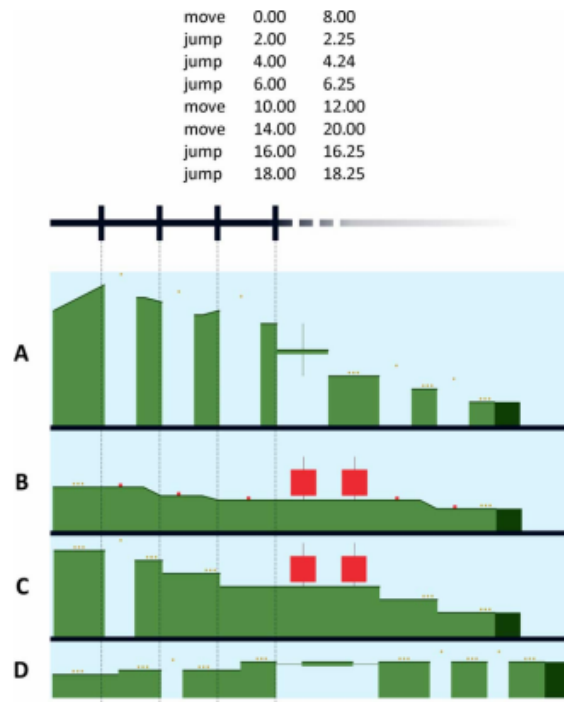 move 0.00 8.00
jump 2.00 2.25
jump 4.00 4.24
jump 6.00 6.25
move 10.00 12.00
move 14.00 20.00
jump 16.00 16.25
jump 18.00 18.25
A
B
C
D